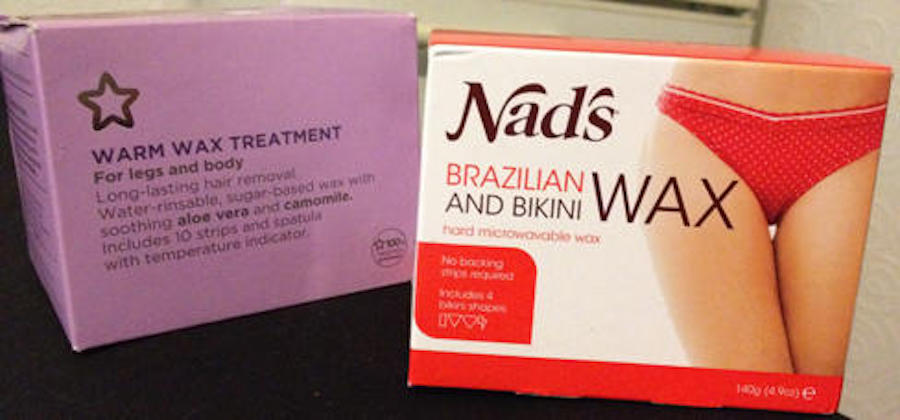 WARM WAX TREATMENT
For legs and body
Long-lasting hair removal
Water-rinsable, sugar-based wax with
soothing aloe vera and camomile.
Includes 10 strips and spatula
with temperature indicator.
100%
Nad's
BRAZILIAN
AND BIKINI
WAX
hard microwavable wax
No backing
strips required
Includes 4
bikini shapes
140g (4.9oz) e